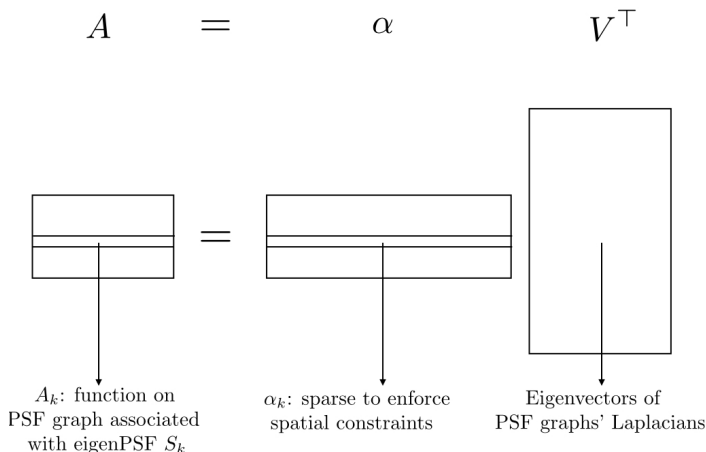 A = α V⊤
=
A_k: function on
PSF graph associated
with eigenPSF S_k
α_k: sparse to enforce
spatial constraints
Eigenvectors of
PSF graphs' Laplacians